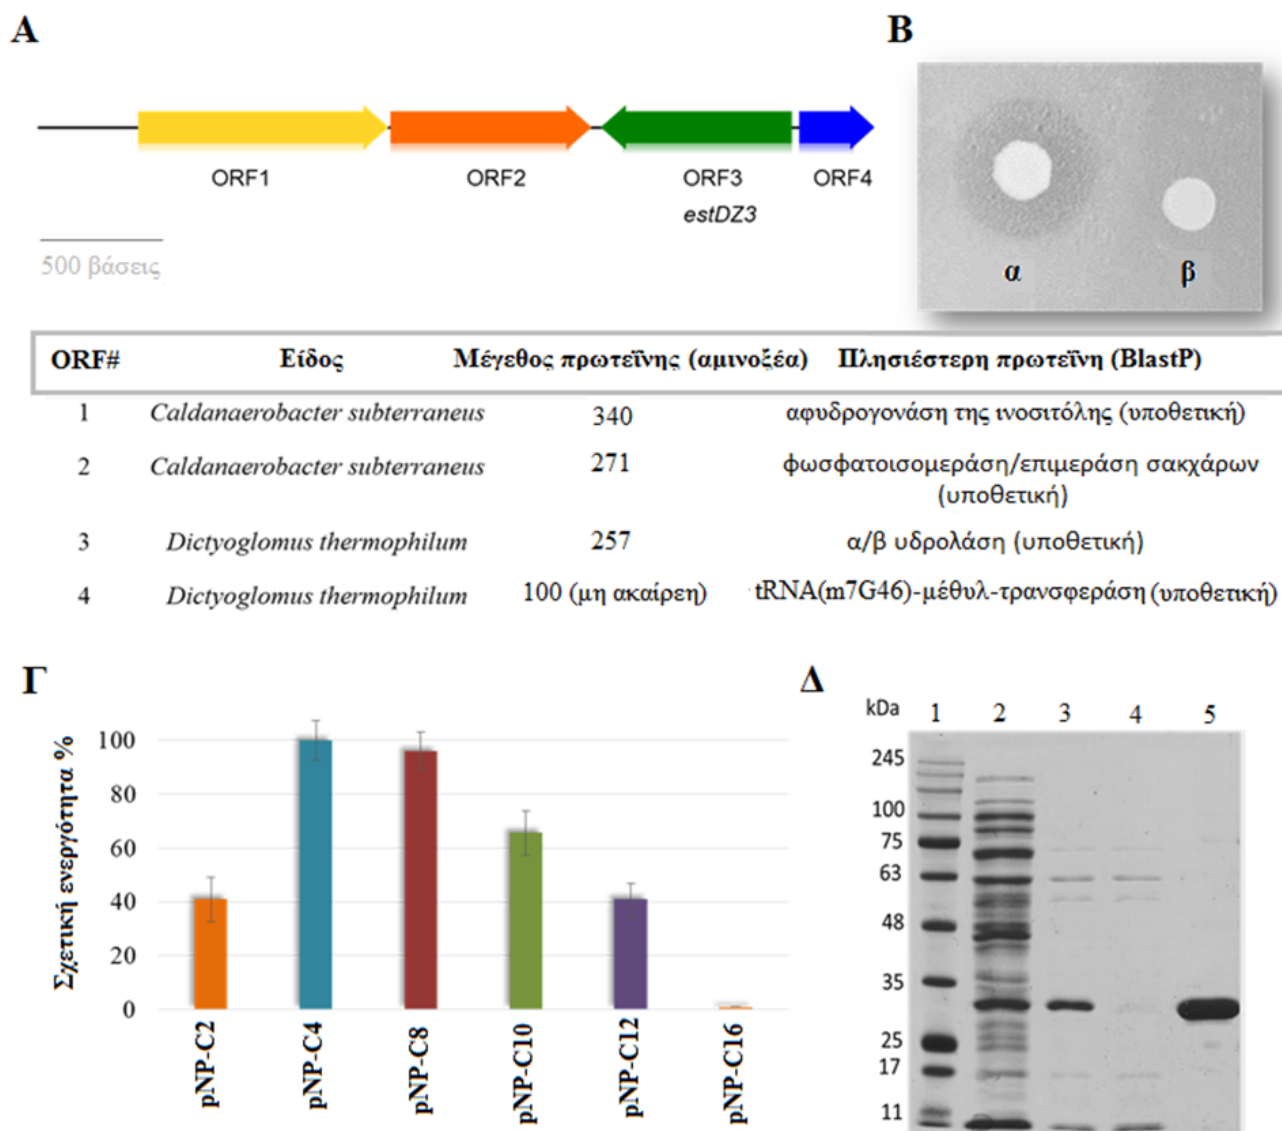 A
B
ORF1
ORF2
ORF3
ORF4
estDZ3
500 βάσεις
α
β
ORF#
Είδος
Μέγεθος πρωτεΐνης (αμινοξέα)
Πλησιέστερη πρωτεΐνη (BlastP)
1
Caldanaerobacter subterraneus
340
αφυδρογονάση της ινοσιτόλης (υποθετική)
2
Caldanaerobacter subterraneus
271
φωσφατοισομεράση/επιμεράση σακχάρων
(υποθετική)
3
Dictyoglomus thermophilum
257
α/β υδρολάση (υποθετική)
4
Dictyoglomus thermophilum
100 (μη ακαίρεη)
tRNA(m7G46)-μέθυλ-τρανσφεράση (υποθετική)
Γ
Σχετική ενεργότητα %
100
80
60
40
20
0
pNP-C2
pNP-C4
pNP-C8
pNP-C10
pNP-C12
pNP-C16
Δ
kDa
1
2
3
4
5
245
100
75
63
48
35
25
17
11